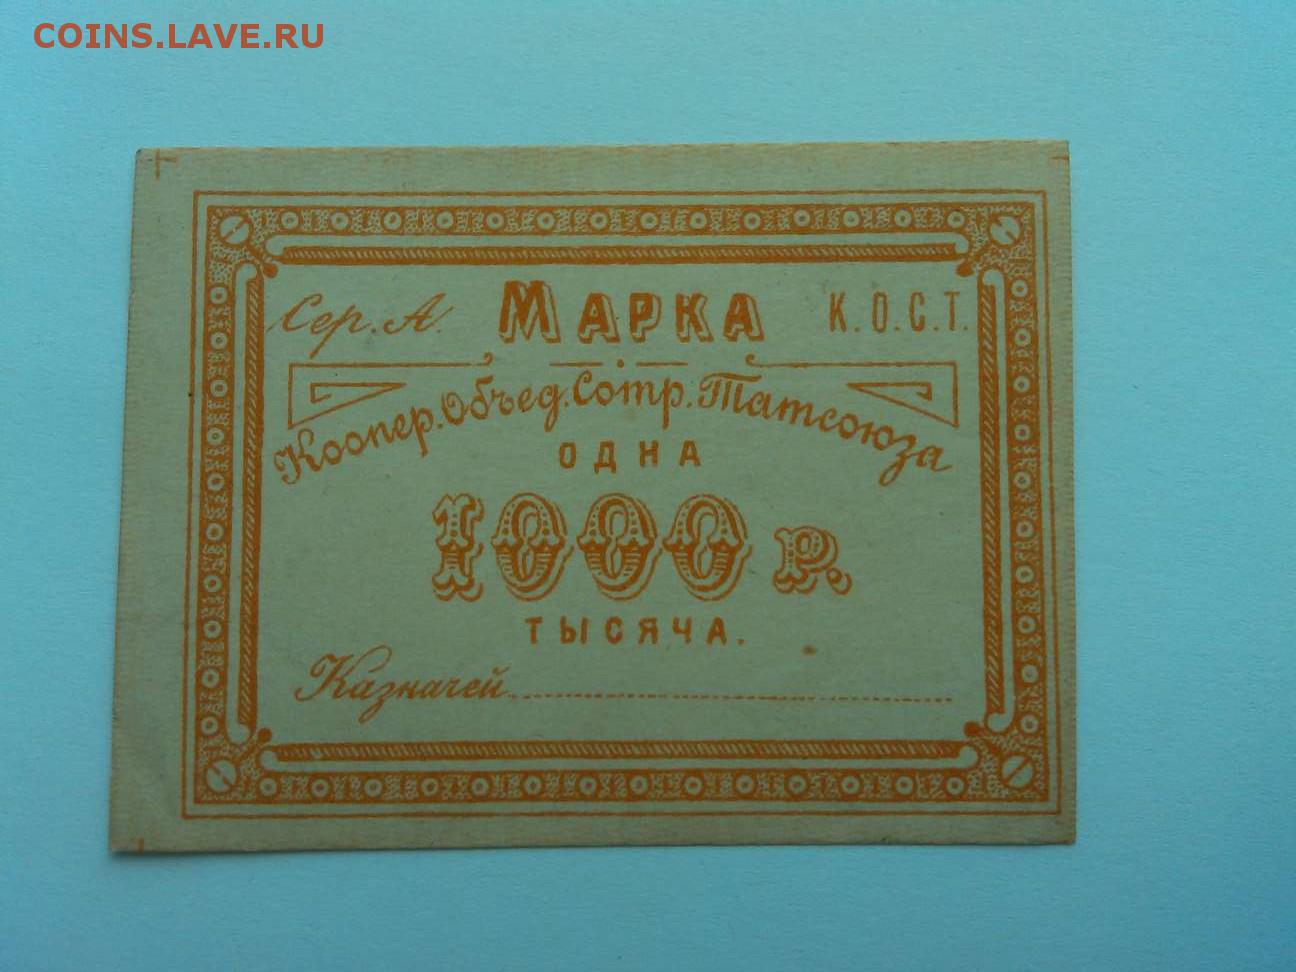 COINS.LAVE.RU
Сер. А. МАРКА К.О.С.Т.
Коопер. Объед. Сотр. Татсоюза
ОДНА
1000 Р.
ТЫСЯЧА.
Казначей